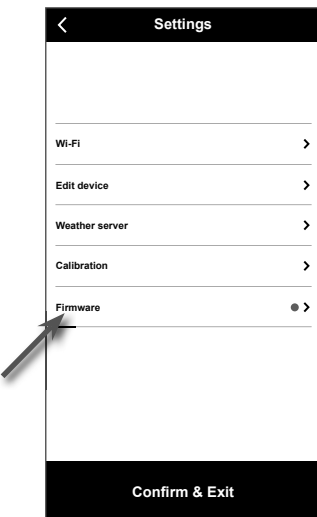 Settings
Wi-Fi
Edit device
Weather server
Calibration
Firmware
Confirm & Exit